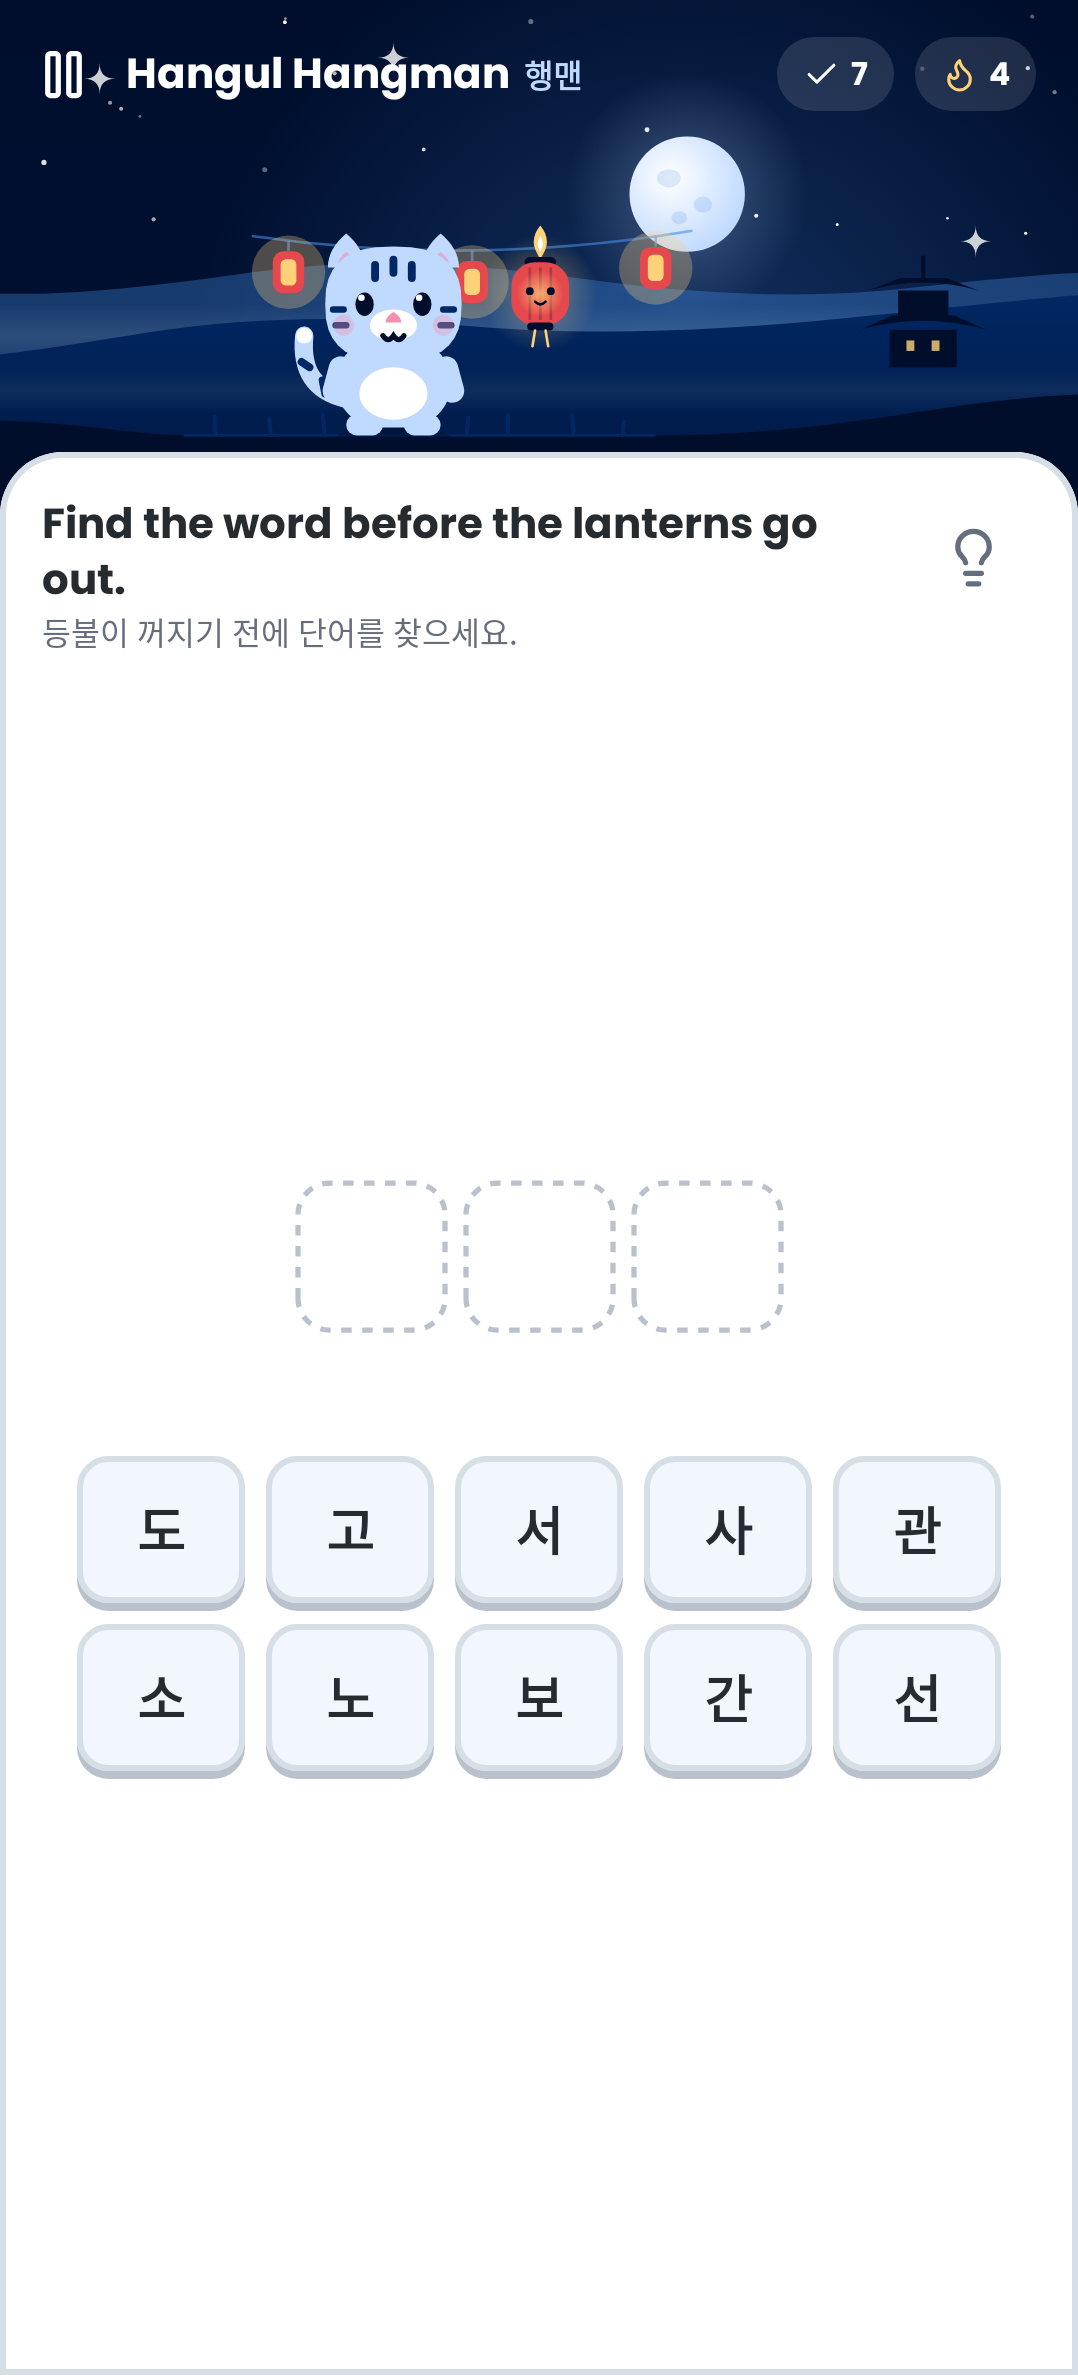 Hangul Hangman 행맨
7
4
Find the word before the lanterns go
out.
등불이 꺼지기 전에 단어를 찾으세요.
도 고 서 사 관
소 노 보 간 선